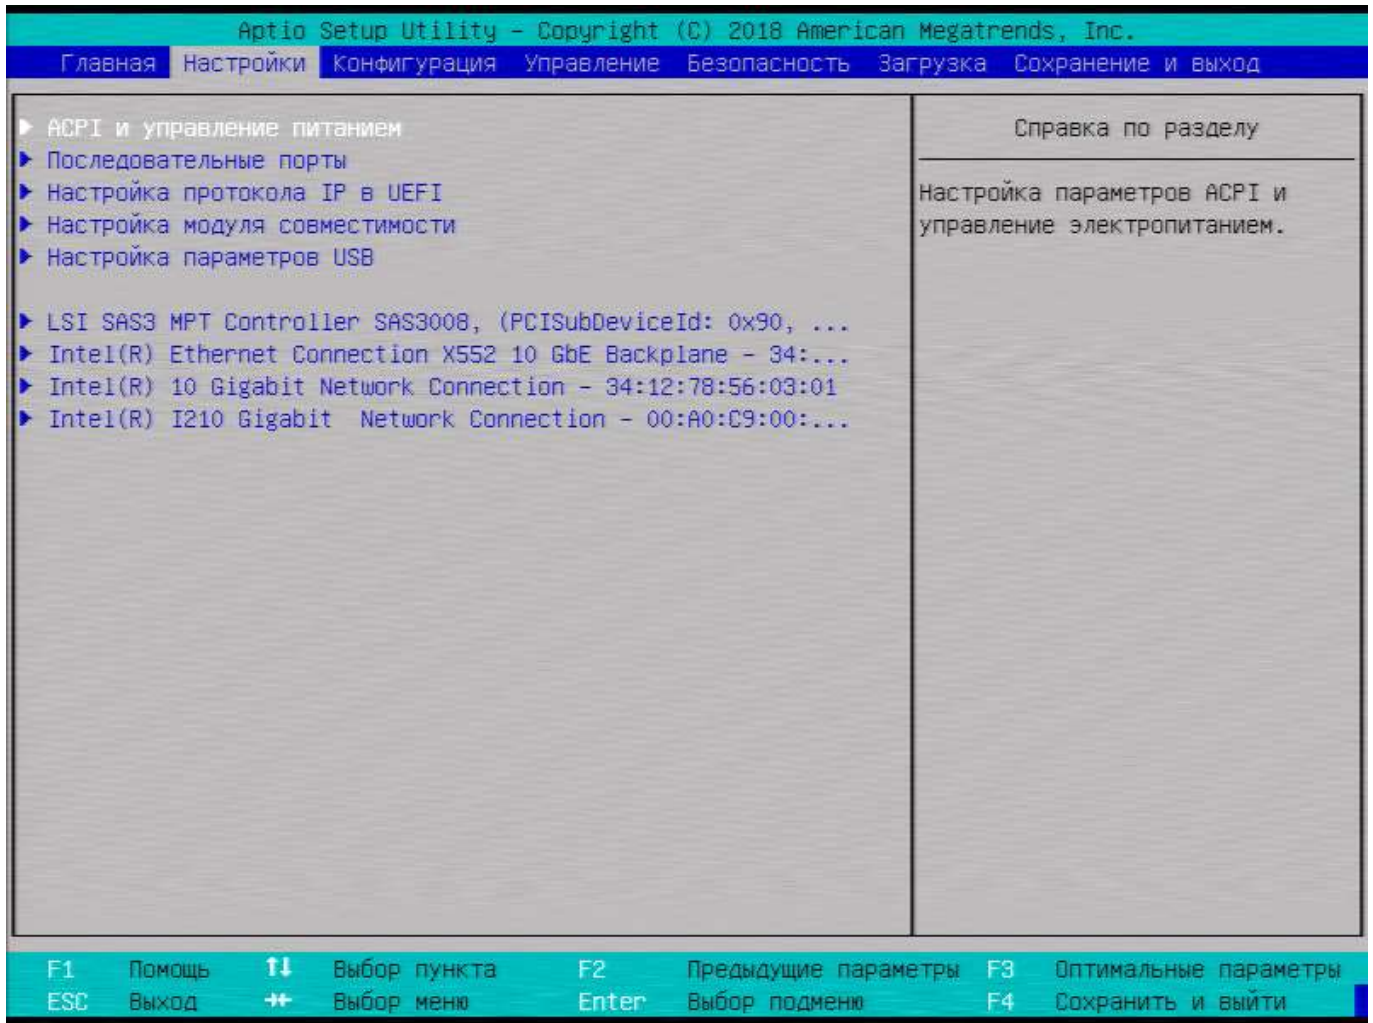 Aptio Setup Utility – Copyright (C) 2018 American Megatrends, Inc.
Главная Настройки Конфигурация Управление Безопасность Загрузка Сохранение и выход
ACPI и управление питанием
Последовательные порты
Настройка протокола IP в UEFI
Настройка модуля совместимости
Настройка параметров USB
LSI SAS3 MPT Controller SAS3008, (PCISubDeviceId: 0x90, ...
Intel(R) Ethernet Connection X552 10 GbE Backplane – 34:...
Intel(R) 10 Gigabit Network Connection – 34:12:78:56:03:01
Intel(R) I210 Gigabit  Network Connection – 00:A0:C9:00:...
Справка по разделу
Настройка параметров ACPI и
управление электропитанием.
F1 Помощь ↑↓ Выбор пункта F2 Предыдущие параметры F3 Оптимальные параметры
ESC Выход →← Выбор меню Enter Выбор подменю F4 Сохранить и выйти